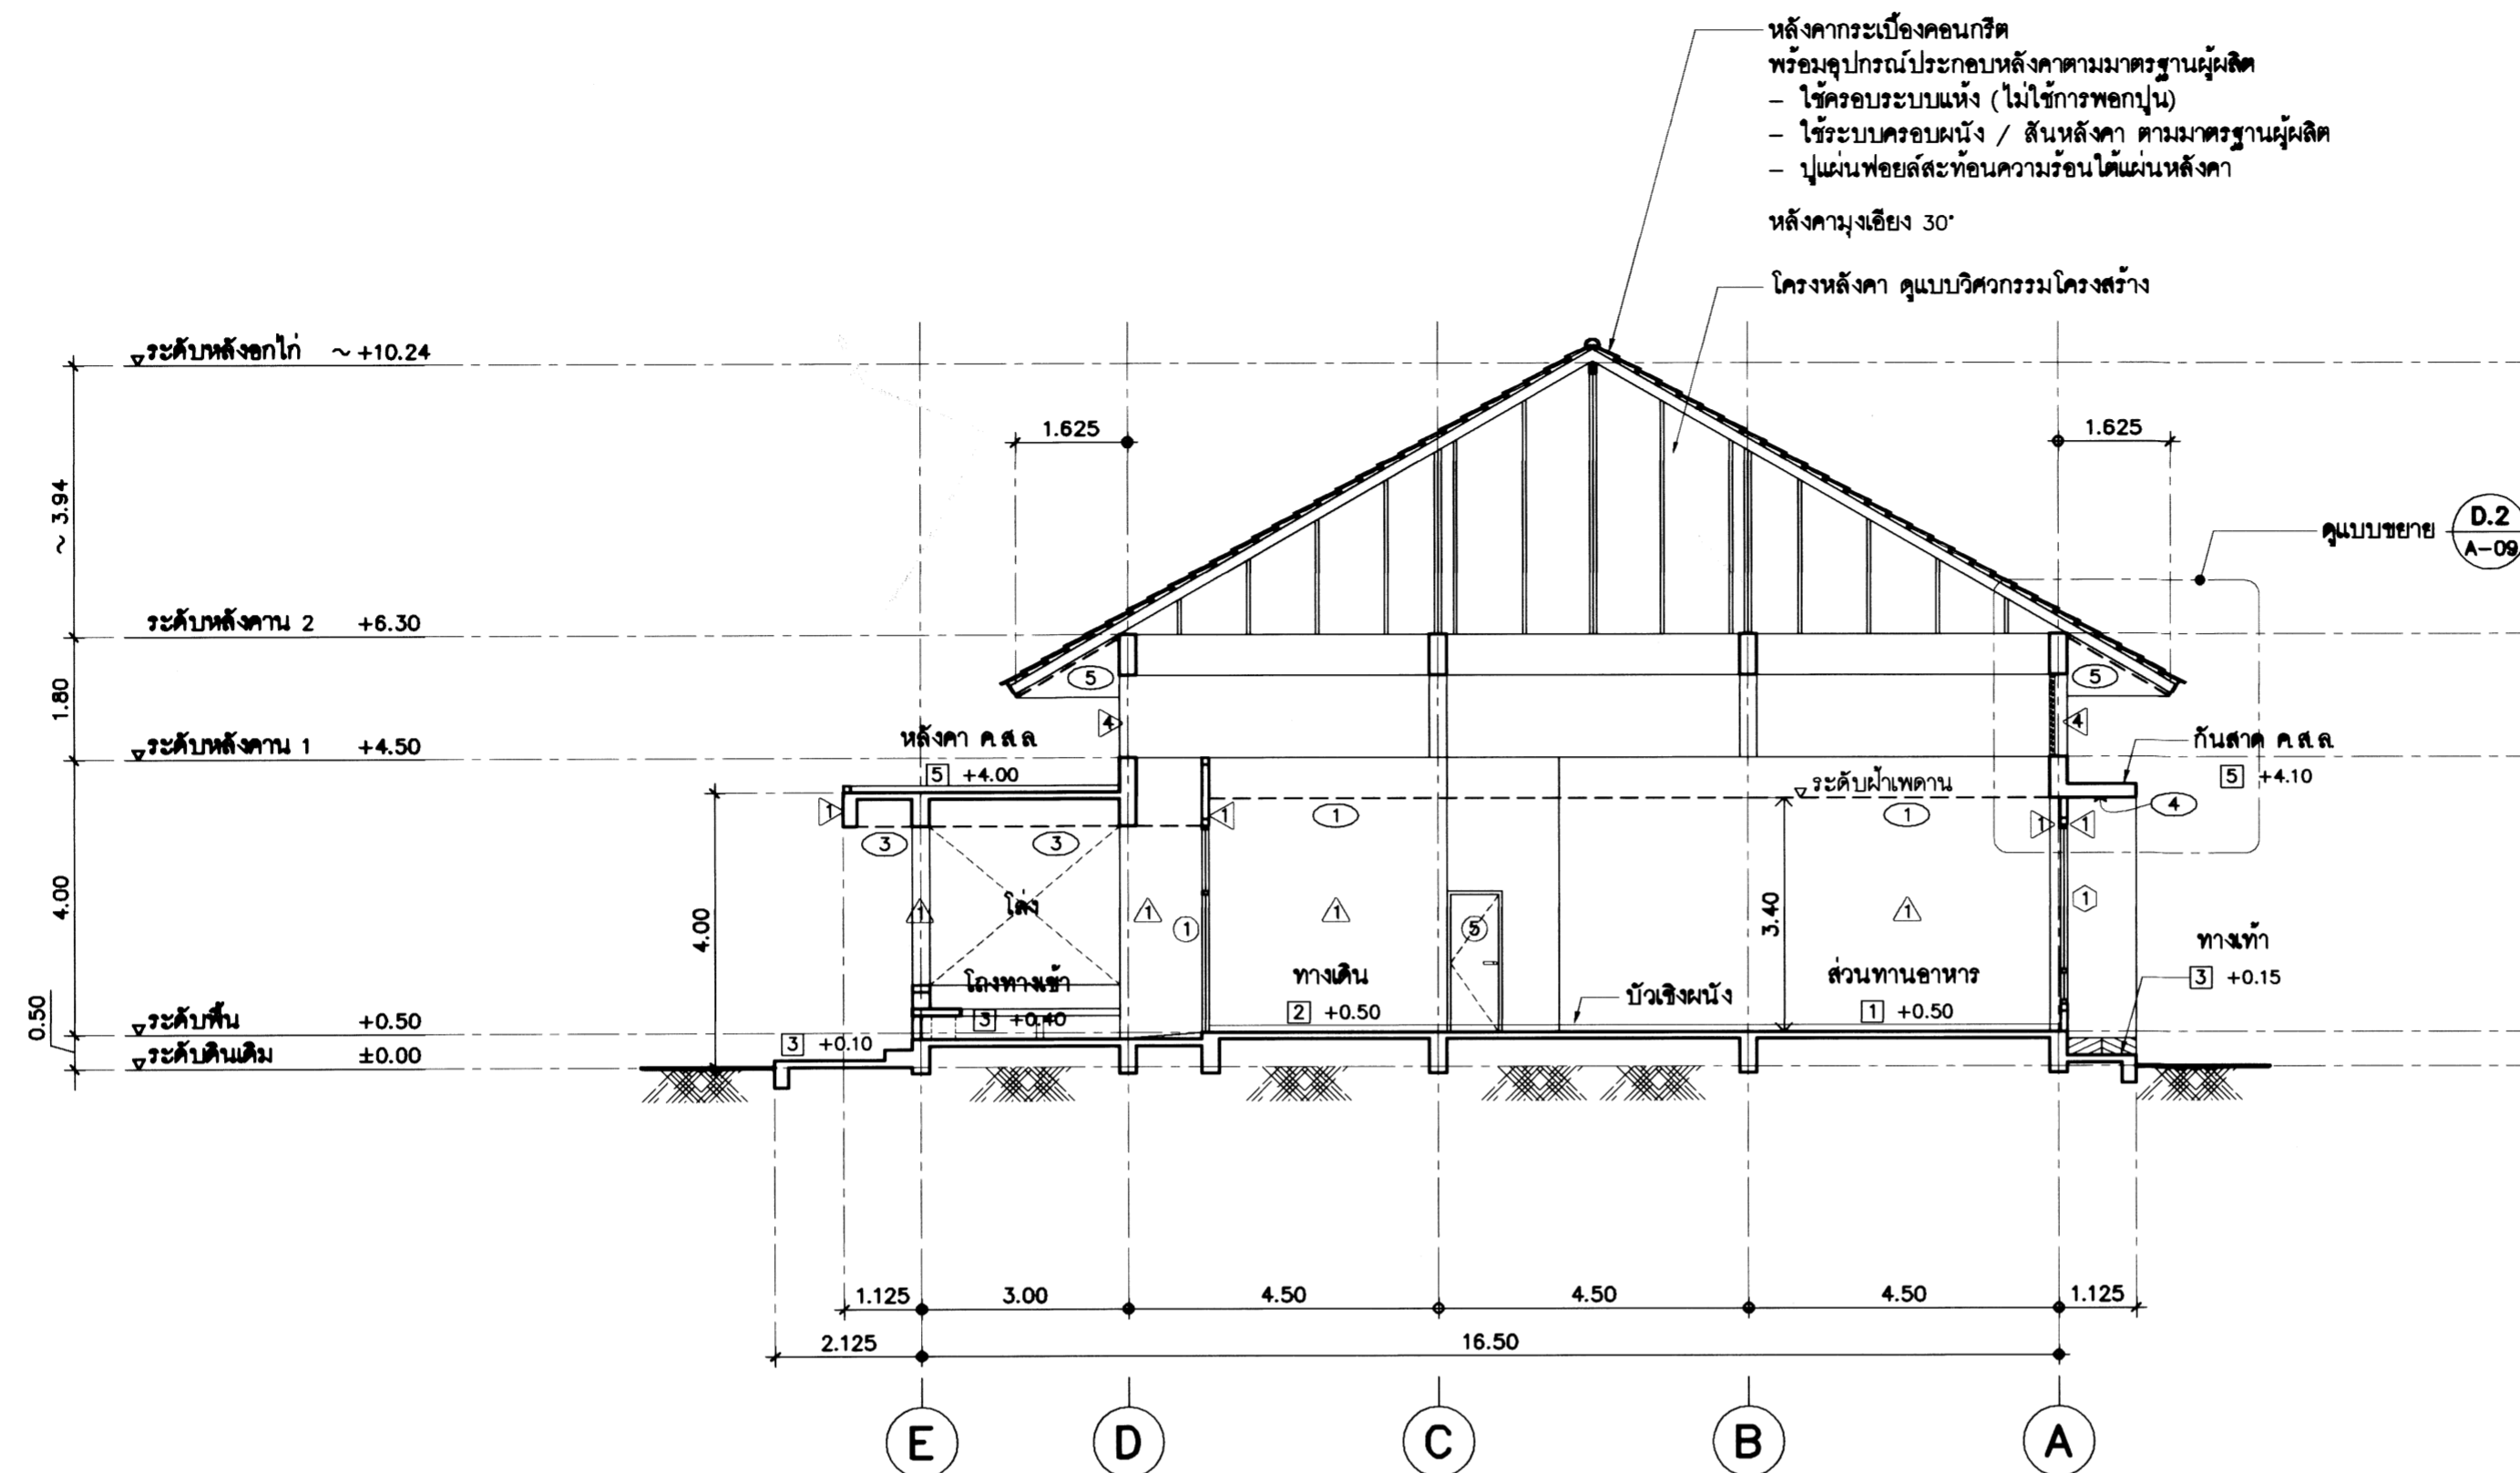 หลังคากระเบื้องคอนกรีต
พร้อมอุปกรณ์ประกอบหลังคาตามมาตรฐานผู้ผลิต
– ใช้ครอบระบบแห้ง (ไม่ใช้การพอกปูน)
– ใช้ระบบครอบผนัง / สันหลังคา ตามมาตรฐานผู้ผลิต
– ปูแผ่นฟอยล์สะท้อนความร้อนใต้แผ่นหลังคา
หลังคามุงเอียง 30°
โครงหลังคา ดูแบบวิศวกรรมโครงสร้าง
ระดับหลังอกไก่ ~ +10.24
1.625
1.625
~ 3.94
ดูแบบขยาย
D.2
A-09
ระดับหลังคาน 2 +6.30
5
5
1.80
4
4
หลังคา ค.ส.ล.
กันสาด ค.ส.ล.
ระดับหลังคาน 1 +4.50
5 +4.00
5 +4.10
ระดับฝ้าเพดาน
4
1
1
1
1
1
1
3
3
4.00
4.00
3.40
โล่ง
1
1
1
1
1
1
5
ทางเท้า
3 +0.15
โถงทางเข้า
3 +0.40
ทางเดิน
2 +0.50
บัวเชิงผนัง
ส่วนทานอาหาร
1 +0.50
0.50
ระดับพื้น +0.50
3 +0.10
ระดับดินเดิม ±0.00
1.125 3.00 4.50 4.50 4.50 1.125
2.125 16.50
E D C B A